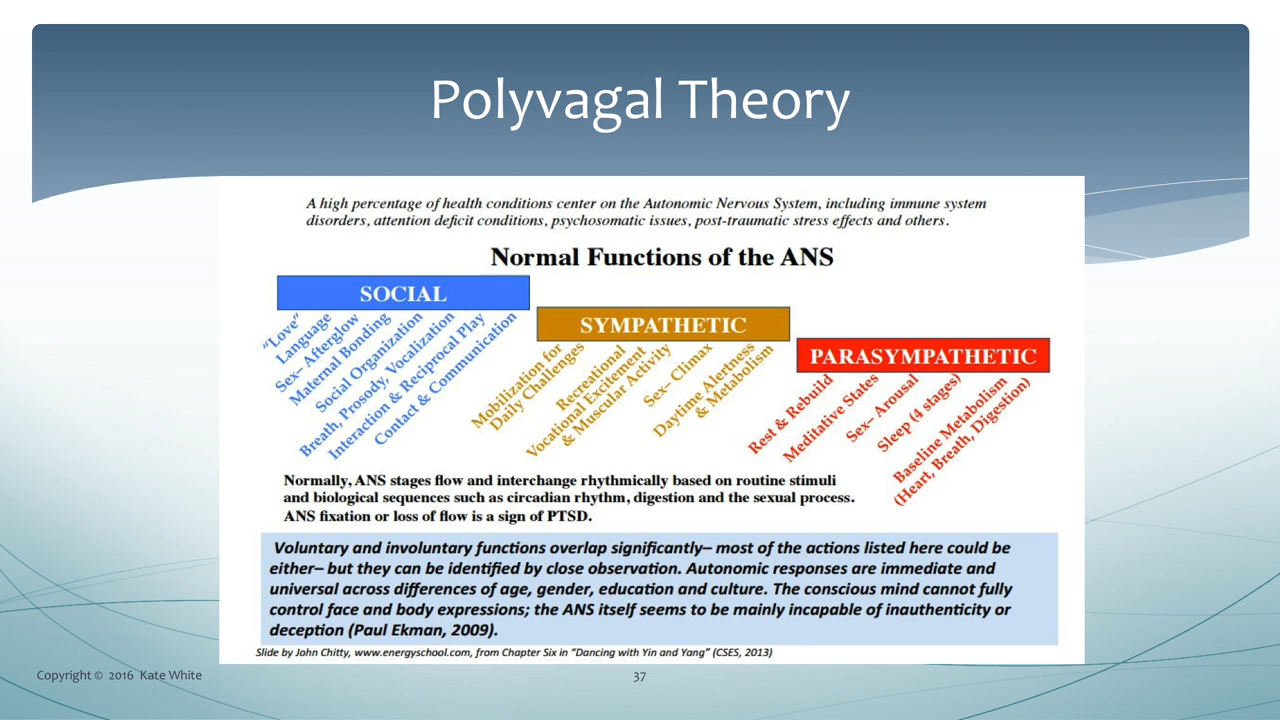 Polyvagal Theory
A high percentage of health conditions center on the Autonomic Nervous System, including immune system
disorders, attention deficit conditions, psychosomatic issues, post-traumatic stress effects and others.
Normal Functions of the ANS
SOCIAL
"Love"
Language
Sex– Afterglow
Maternal Bonding
Social Organization
Breath, Prosody, Vocalization
Interaction & Reciprocal Play
Contact & Communication
SYMPATHETIC
Mobilization for
Daily Challenges
Recreational
Vocational Excitement
& Muscular Activity
Sex– Climax
Daytime Alertness
& Metabolism
PARASYMPATHETIC
Rest & Rebuild
Meditative States
Sex– Arousal
Sleep (4 stages)
Baseline Metabolism
(Heart, Breath, Digestion)
Normally, ANS stages flow and interchange rhythmically based on routine stimuli
and biological sequences such as circadian rhythm, digestion and the sexual process.
ANS fixation or loss of flow is a sign of PTSD.
Voluntary and involuntary functions overlap significantly– most of the actions listed here could be
either– but they can be identified by close observation. Autonomic responses are immediate and
universal across differences of age, gender, education and culture. The conscious mind cannot fully
control face and body expressions; the ANS itself seems to be mainly incapable of inauthenticity or
deception (Paul Ekman, 2009).
Slide by John Chitty, www.energyschool.com, from Chapter Six in "Dancing with Yin and Yang" (CSES, 2013)
Copyright © 2016 Kate White
37